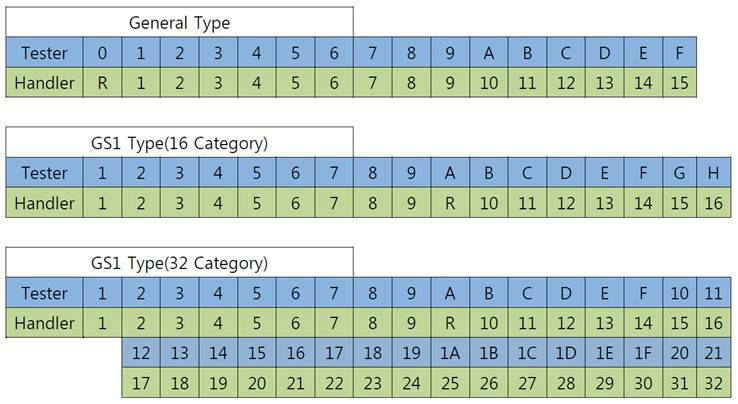 General Type
Tester 0 1 2 3 4 5 6 7 8 9 A B C D E F
Handler R 1 2 3 4 5 6 7 8 9 10 11 12 13 14 15
GS1 Type(16 Category)
Tester 1 2 3 4 5 6 7 8 9 A B C D E F G H
Handler 1 2 3 4 5 6 7 8 9 R 10 11 12 13 14 15 16
GS1 Type(32 Category)
Tester 1 2 3 4 5 6 7 8 9 A B C D E F 10 11
Handler 1 2 3 4 5 6 7 8 9 R 10 11 12 13 14 15 16
12 13 14 15 16 17 18 19 1A 1B 1C 1D 1E 1F 20 21
17 18 19 20 21 22 23 24 25 26 27 28 29 30 31 32